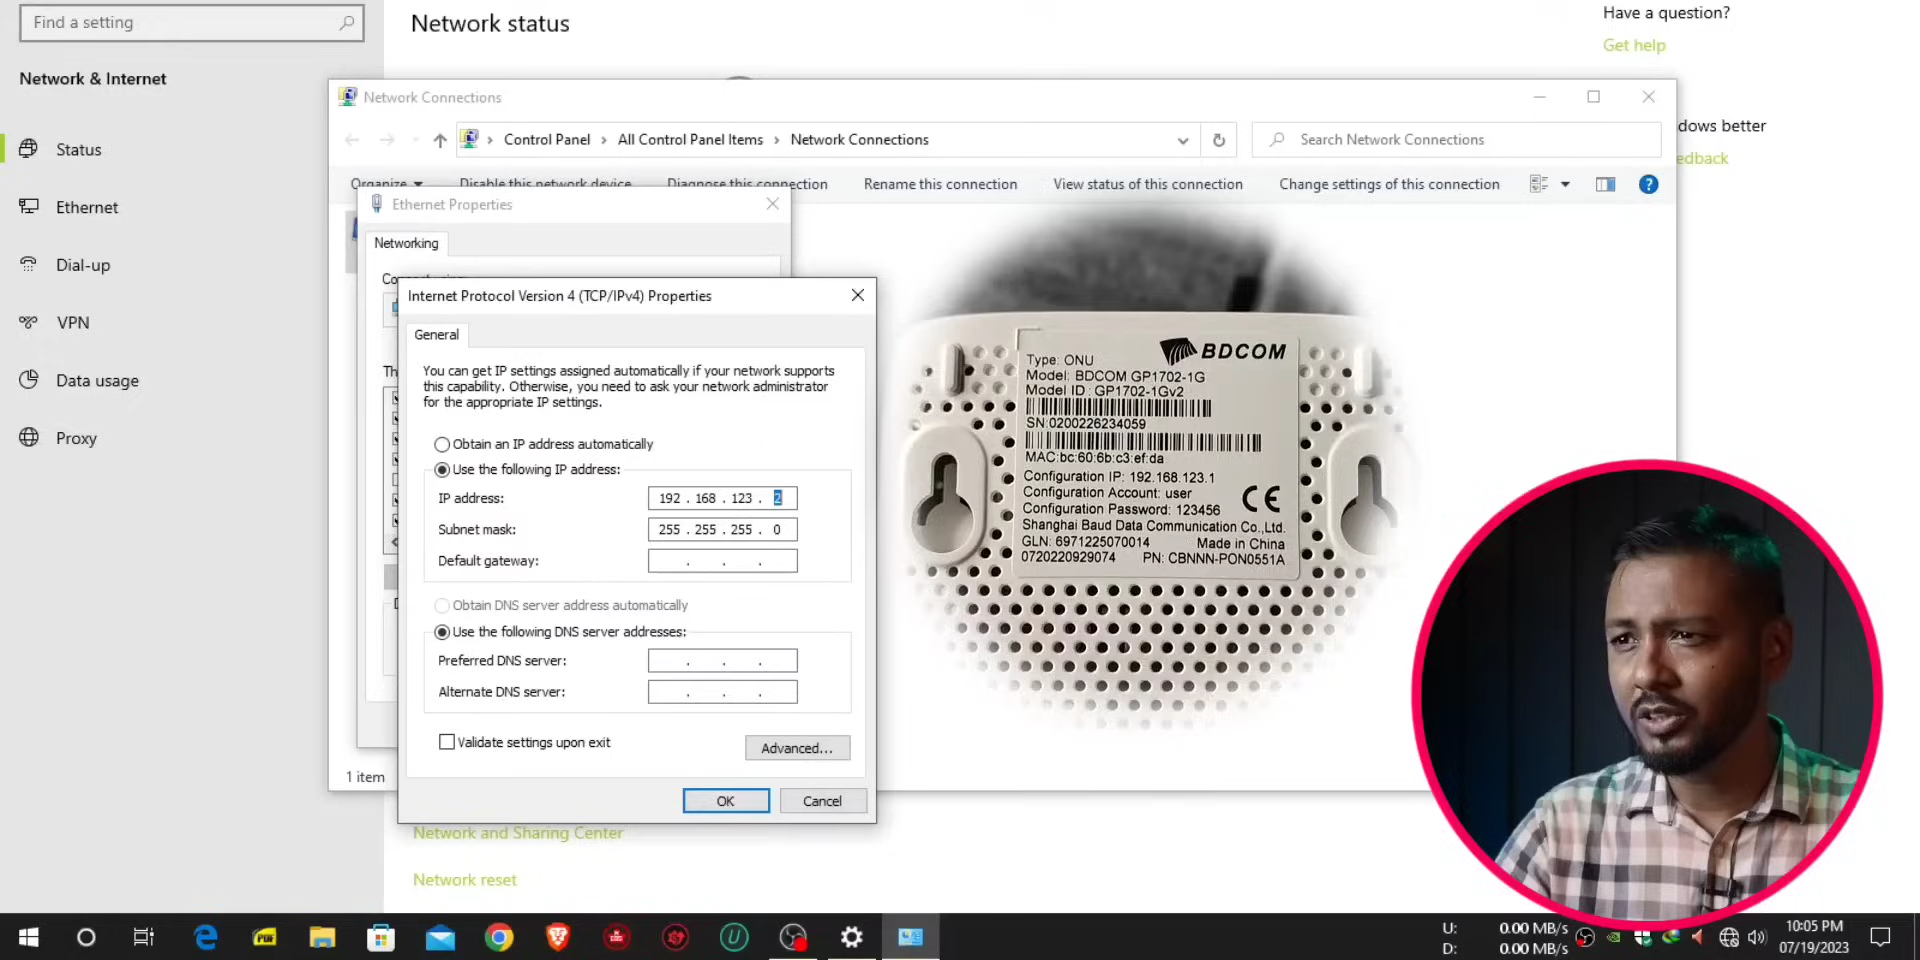 Find a setting
Network & Internet
Status
Ethernet
Dial-up
VPN
Data usage
Proxy
Network status
Have a question?
Get help
dows better
edback
Network Connections
Control Panel > All Control Panel Items > Network Connections
Search Network Connections
Organize
Disable this network device
Diagnose this connection
Rename this connection
View status of this connection
Change settings of this connection
Ethernet Properties
Networking
Internet Protocol Version 4 (TCP/IPv4) Properties
General
You can get IP settings assigned automatically if your network supports
this capability. Otherwise, you need to ask your network administrator
for the appropriate IP settings.
Obtain an IP address automatically
Use the following IP address:
IP address: 192 . 168 . 123 . 2
Subnet mask: 255 . 255 . 255 . 0
Default gateway: . . .
Obtain DNS server address automatically
Use the following DNS server addresses:
Preferred DNS server: . . .
Alternate DNS server: . . .
Validate settings upon exit
Advanced...
OK
Cancel
1 item
Network and Sharing Center
Network reset
BDCOM
Type: ONU
Model: BDCOM GP1702-1G
Model ID: GP1702-1Gv2
SN:0200226234059
MAC:bc:60:6b:c3:ef:da
Configuration IP: 192.168.123.1
Configuration Account: user
Configuration Password: 123456
CE
Shanghai Baud Data Communication Co.,Ltd.
GLN: 6971225070014 Made in China
0720220929074 PN: CBNNN-PON0551A
PDF
U: 0.00 MB/s
D: 0.00 MB/s
10:05 PM
07/19/2023